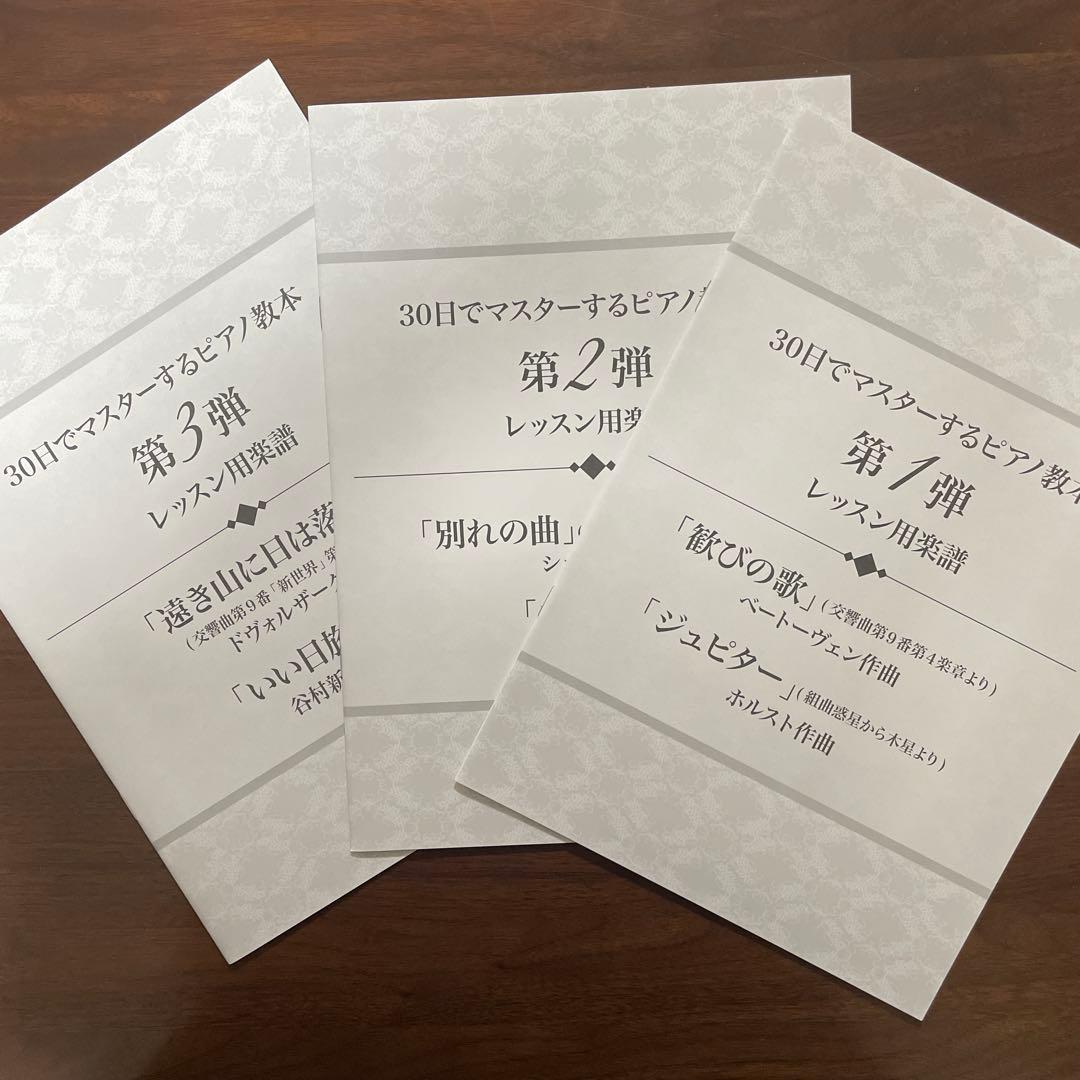 30日でマスターするピアノ教本
第3弾
レッスン用楽譜
「遠き山に日は落
(交響曲第9番「新世界」第
ドヴォルザーク
「いい日旅
谷村新
30日でマスターするピアノ
第2弾
レッスン用楽
「別れの曲」
シ
「
30日でマスターするピアノ教本
第1弾
レッスン用楽譜
「歓びの歌」(交響曲第9番第4楽章より)
ベートーヴェン作曲
「ジュピター」(組曲惑星から木星より)
ホルスト作曲